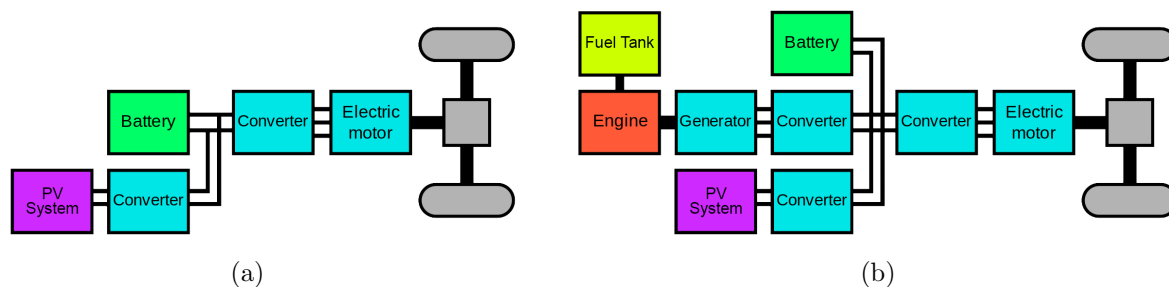 Battery
Converter
Electric
motor
PV
System
Converter
(a)
Fuel Tank
Battery
Engine
Generator
Converter
Converter
Electric
motor
PV
System
Converter
(b)